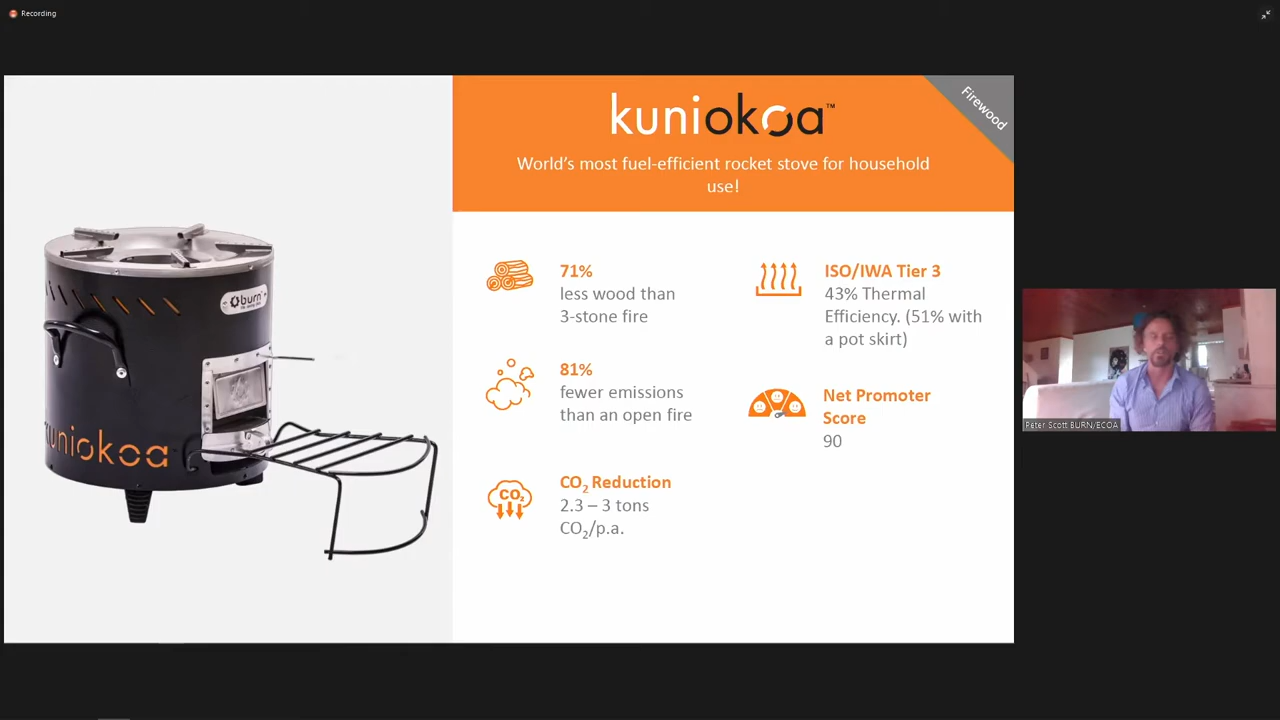 Recording
kuniokoa™
Firewood
World's most fuel-efficient rocket stove for household
use!
burn
kuniokoa
71%
less wood than
3-stone fire
81%
fewer emissions
than an open fire
CO₂
CO₂ Reduction
2.3 – 3 tons
CO₂/p.a.
ISO/IWA Tier 3
43% Thermal
Efficiency. (51% with
a pot skirt)
Net Promoter
Score
90
Peter Scott BURN/ECOA